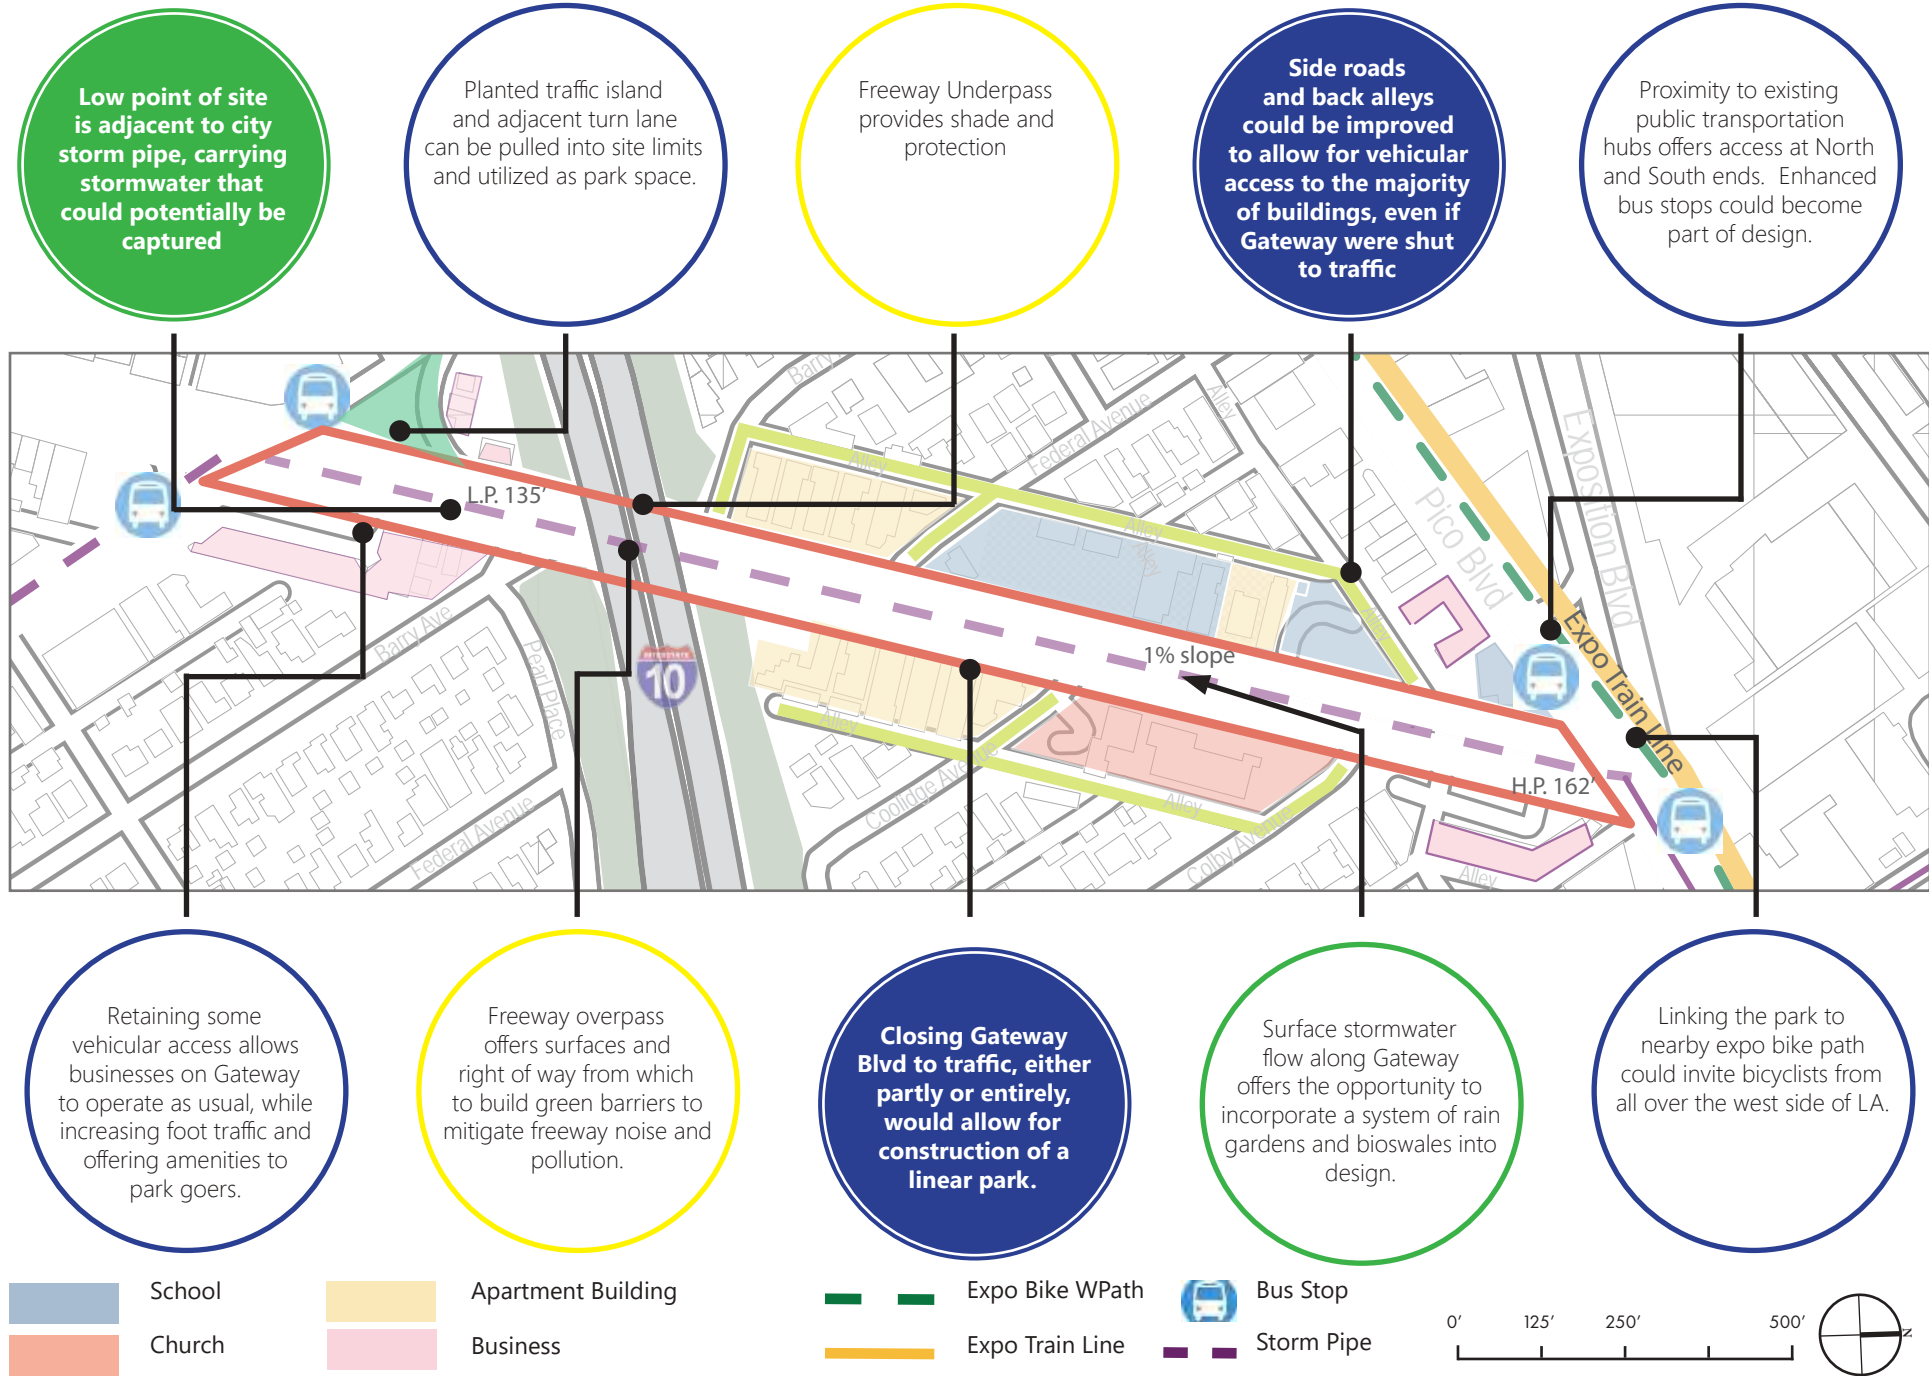 Low point of site
is adjacent to city
storm pipe, carrying
stormwater that
could potentially be
captured
Planted traffic island
and adjacent turn lane
can be pulled into site limits
and utilized as park space.
Freeway Underpass
provides shade and
protection
Side roads
and back alleys
could be improved
to allow for vehicular
access to the majority
of buildings, even if
Gateway were shut
to traffic
Proximity to existing
public transportation
hubs offers access at North
and South ends.  Enhanced
bus stops could become
part of design.
Barry
Alley
Federal Avenue
Alley
Exposition Blvd
Pico Blvd
L.P. 135'
Alley
Alley
Alley
Expo Train Line
1% slope
Barry Ave
Pear Place
INTERSTATE
10
Alley
Coolidge Avenue
H.P. 162'
Alley
Colby Avenue
Alley
Federal Avenue
Retaining some
vehicular access allows
businesses on Gateway
to operate as usual, while
increasing foot traffic and
offering amenities to
park goers.
Freeway overpass
offers surfaces and
right of way from which
to build green barriers to
mitigate freeway noise and
pollution.
Closing Gateway
Blvd to traffic, either
partly or entirely,
would allow for
construction of a
linear park.
Surface stormwater
flow along Gateway
offers the opportunity to
incorporate a system of rain
gardens and bioswales into
design.
Linking the park to
nearby expo bike path
could invite bicyclists from
all over the west side of LA.
School
Apartment Building
Expo Bike WPath
Bus Stop
Church
Business
Expo Train Line
Storm Pipe
0' 125' 250' 500'
N